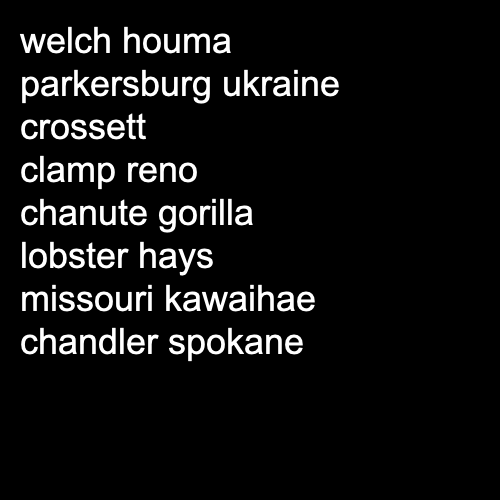 welch houma
parkersburg ukraine
crossett
clamp reno
chanute gorilla
lobster hays
missouri kawaihae
chandler spokane